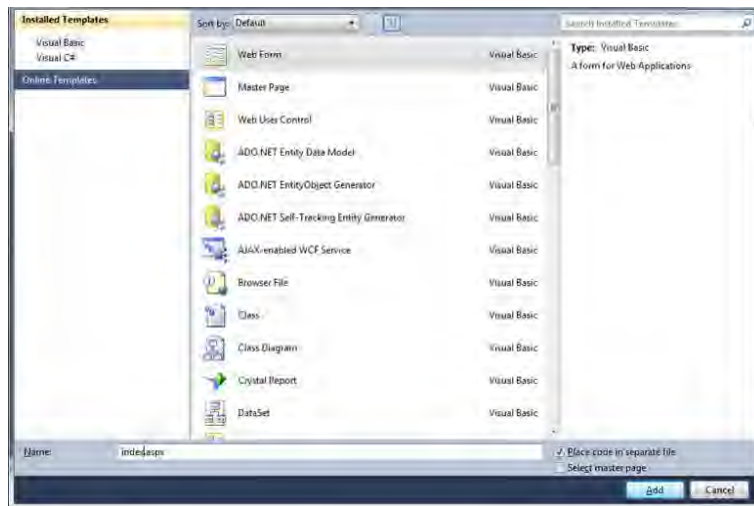 Installed Templates
Visual Basic
Visual C#
Online Templates
Sort by: Default
Search Installed Templates
Web Form Visual Basic
Master Page Visual Basic
Web User Control Visual Basic
ADO.NET Entity Data Model Visual Basic
ADO.NET EntityObject Generator Visual Basic
ADO.NET Self-Tracking Entity Generator Visual Basic
AJAX-enabled WCF Service Visual Basic
Browser File Visual Basic
Class Visual Basic
Class Diagram Visual Basic
Crystal Report Visual Basic
DataSet Visual Basic
Type: Visual Basic
A form for Web Applications
Name: index.aspx
Place code in separate file
Select master page
Add Cancel